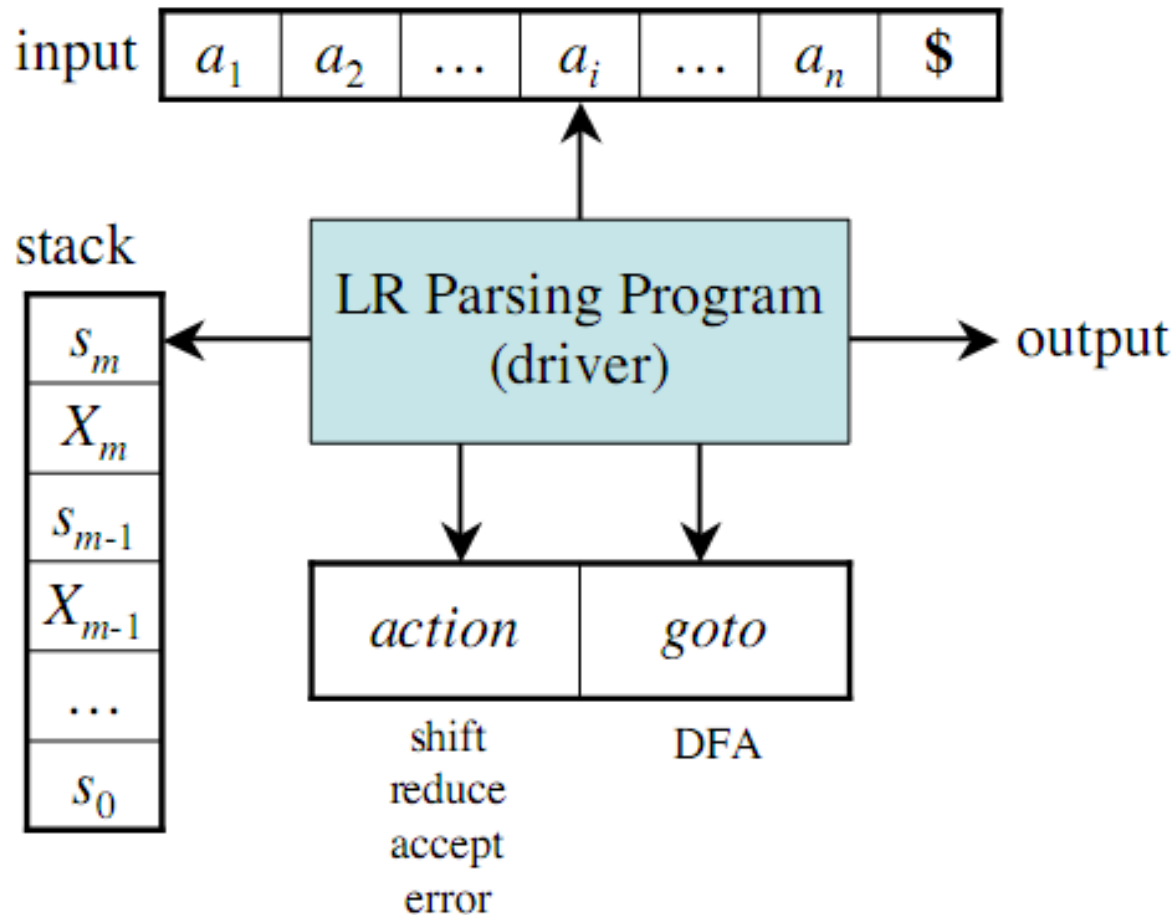 input a₁ a₂ … aᵢ … aₙ $
stack
LR Parsing Program
(driver)
output
sₘ
Xₘ
sₘ₋₁
Xₘ₋₁
…
s₀
action goto
shift
reduce
accept
error
DFA